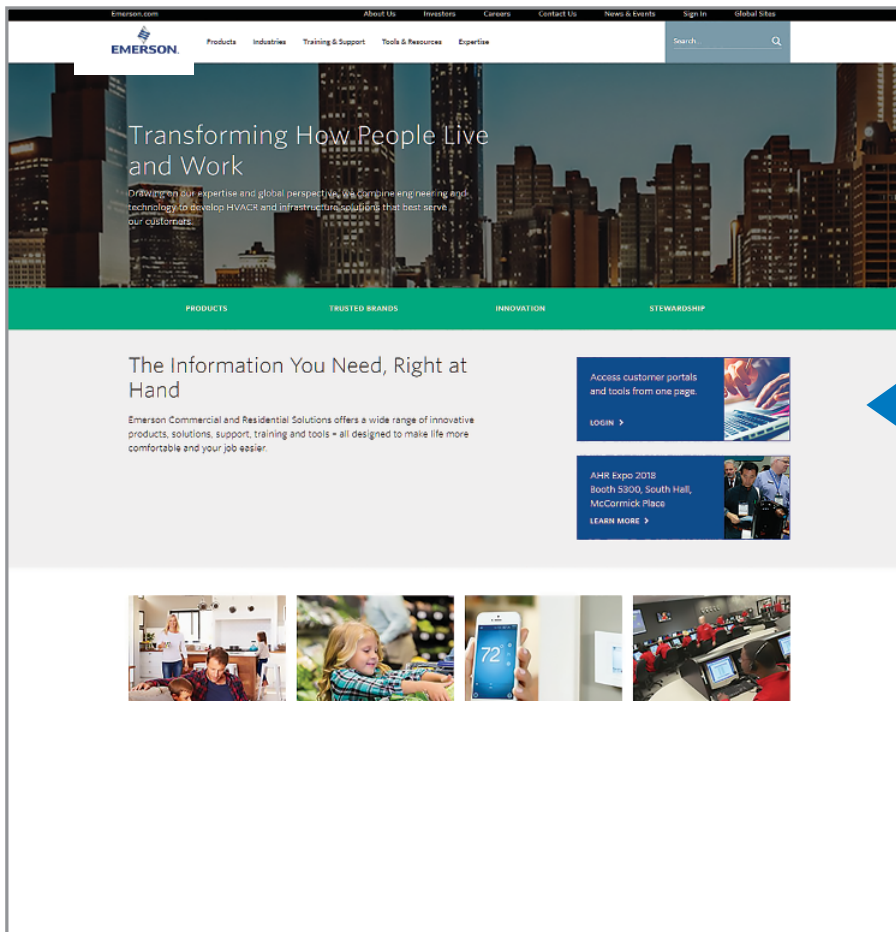 Emerson.com About Us Investors Careers Contact Us News & Events Sign In Global Sites
EMERSON. Products Industries Training & Support Tools & Resources Expertise Search...
Transforming How People Live
and Work
Drawing on our expertise and global perspective, we combine engineering and
technology to develop HVACR and infrastructure solutions that best serve
our customers.
PRODUCTS TRUSTED BRANDS INNOVATION STEWARDSHIP
The Information You Need, Right at
Hand
Emerson Commercial and Residential Solutions offers a wide range of innovative
products, solutions, support, training and tools – all designed to make life more
comfortable and your job easier.
Access customer portals
and tools from one page.
LOGIN >
AHR Expo 2018
Booth 5300, South Hall,
McCormick Place
LEARN MORE >
72